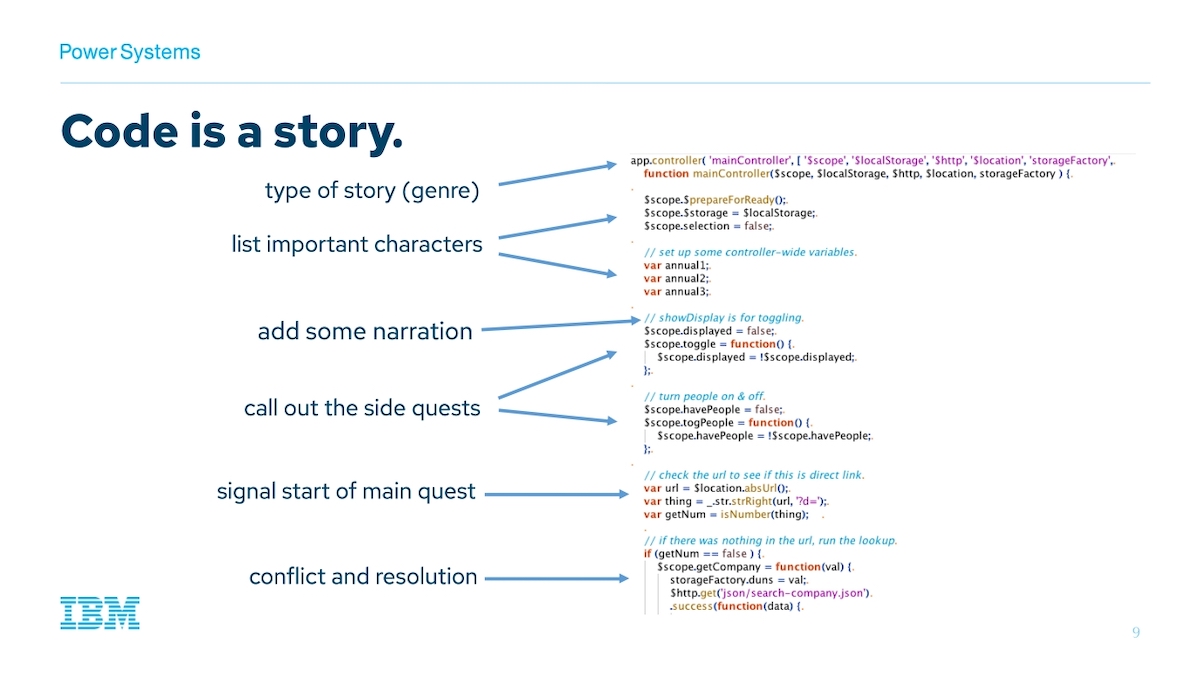 Power Systems
Code is a story.
type of story (genre)
list important characters
add some narration
call out the side quests
signal start of main quest
conflict and resolution
app.controller( 'mainController', [ '$scope', '$localStorage', '$http', '$location', 'storageFactory',
function mainController($scope, $localStorage, $http, $location, storageFactory ) {
$scope.$prepareForReady();
$scope.$storage = $localStorage;
$scope.selection = false;
// set up some controller-wide variables.
var annual1;
var annual2;
var annual3;
// showDisplay is for toggling.
$scope.displayed = false;
$scope.toggle = function() {
$scope.displayed = !$scope.displayed;
};
// turn people on & off.
$scope.havePeople = false;
$scope.togPeople = function() {
$scope.havePeople = !$scope.havePeople;
};
// check the url to see if this is direct link.
var url = $location.absUrl();
var thing = _.str.strRight(url, '?d=');
var getNum = isNumber(thing);
// if there was nothing in the url, run the lookup.
if (getNum == false ) {
$scope.getCompany = function(val) {
storageFactory.duns = val;
$http.get('json/search-company.json')
.success(function(data) {
IBM
9